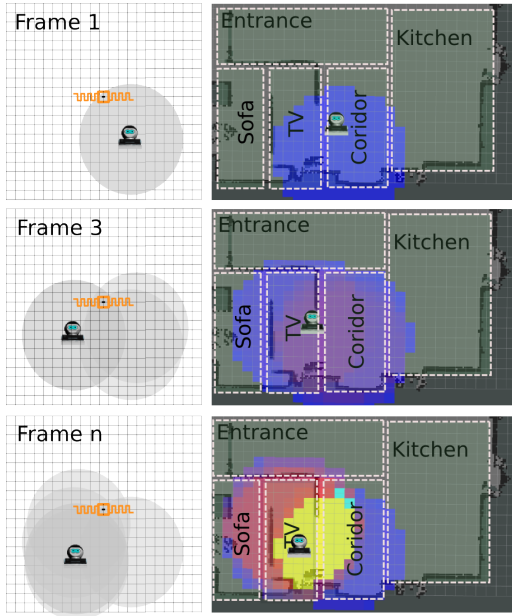 Frame 1
Entrance
Kitchen
Sofa
TV
Coridor
Frame 3
Entrance
Kitchen
Sofa
TV
Coridor
Frame n
Entrance
Kitchen
Sofa
TV
Coridor